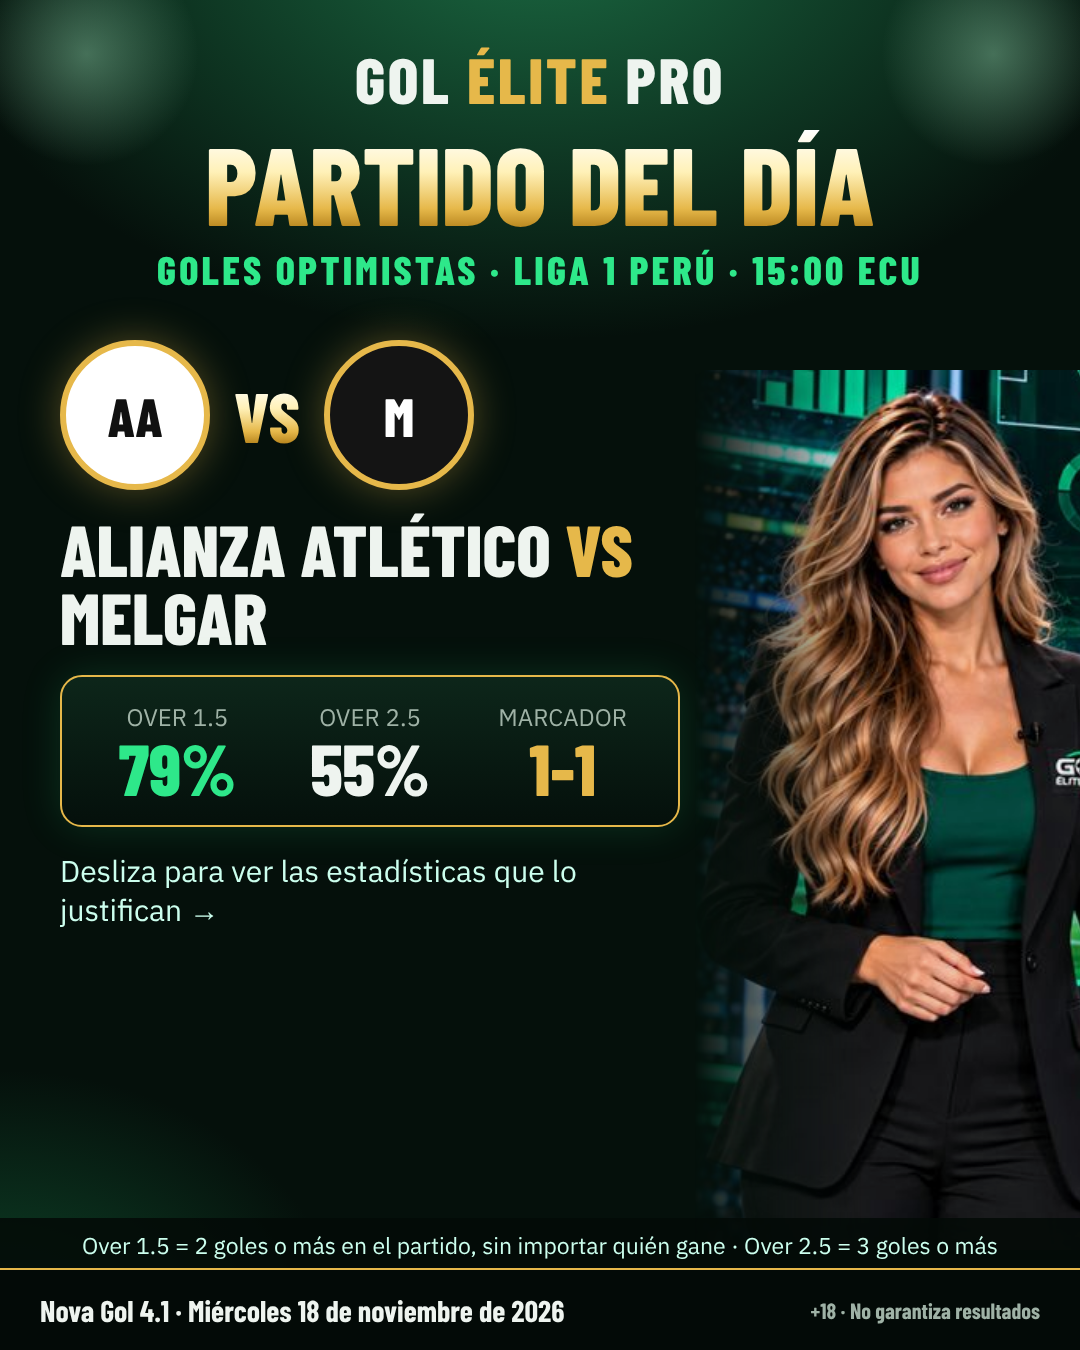 GOL ÉLITE PRO
PARTIDO DEL DÍA
GOLES OPTIMISTAS · LIGA 1 PERÚ · 15:00 ECU
AA VS M
ALIANZA ATLÉTICO VS
MELGAR
OVER 1.5 OVER 2.5 MARCADOR
79% 55% 1-1
Desliza para ver las estadísticas que lo
justifican →
Over 1.5 = 2 goles o más en el partido, sin importar quién gane · Over 2.5 = 3 goles o más
Nova Gol 4.1 · Miércoles 18 de noviembre de 2026
+18 · No garantiza resultados